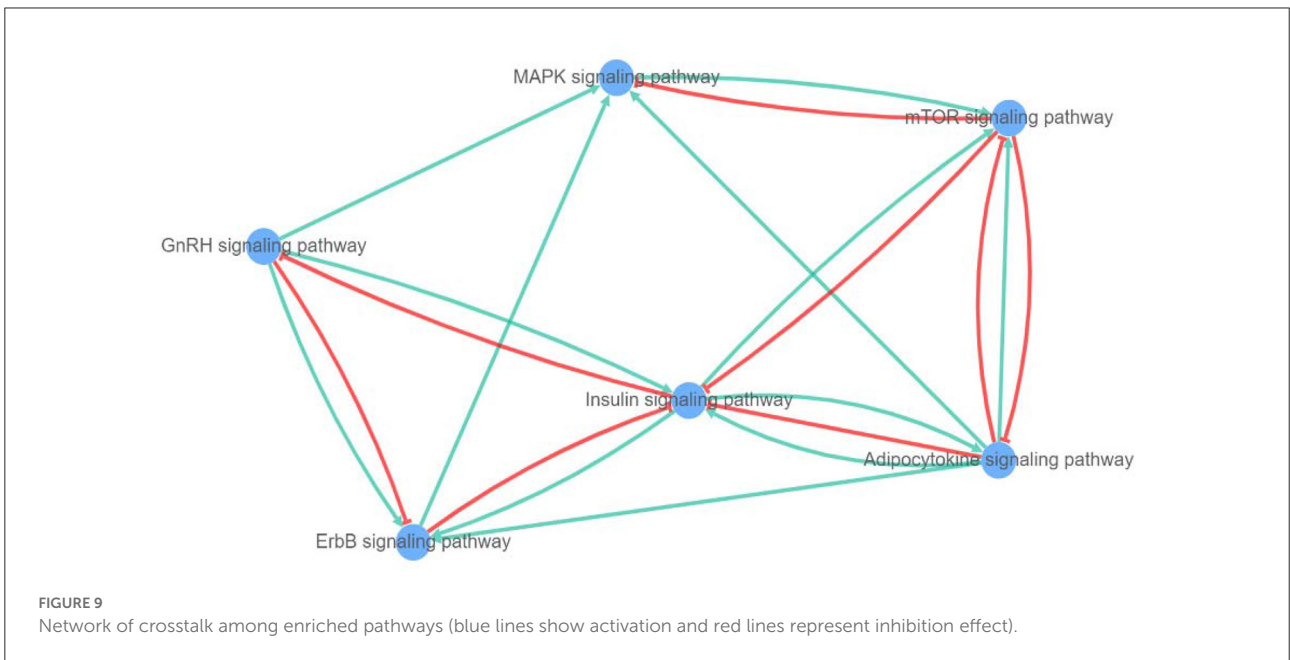 MAPK signaling pathway
mTOR signaling pathway
GnRH signaling pathway
Insulin signaling pathway
Adipocytokine signaling pathway
ErbB signaling pathway
FIGURE 9
Network of crosstalk among enriched pathways (blue lines show activation and red lines represent inhibition effect).